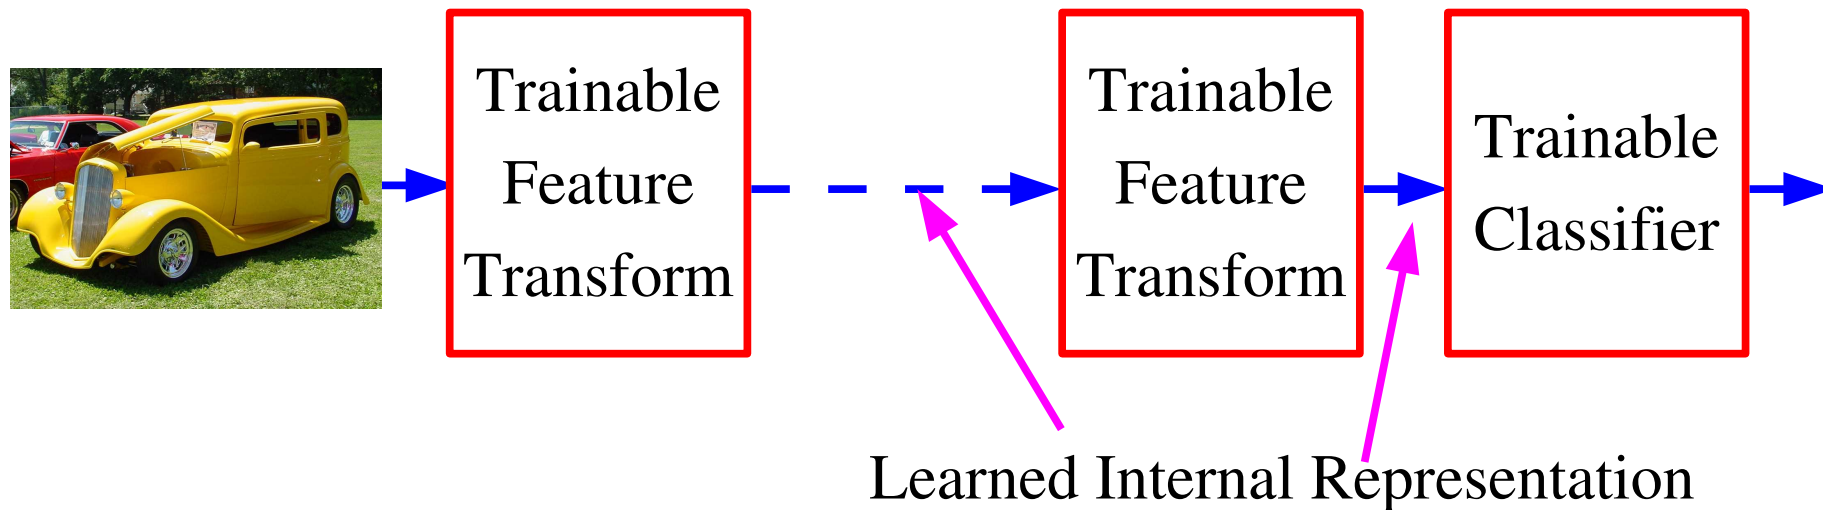 Trainable
Feature
Transform
Trainable
Feature
Transform
Trainable
Classifier
Learned Internal Representation